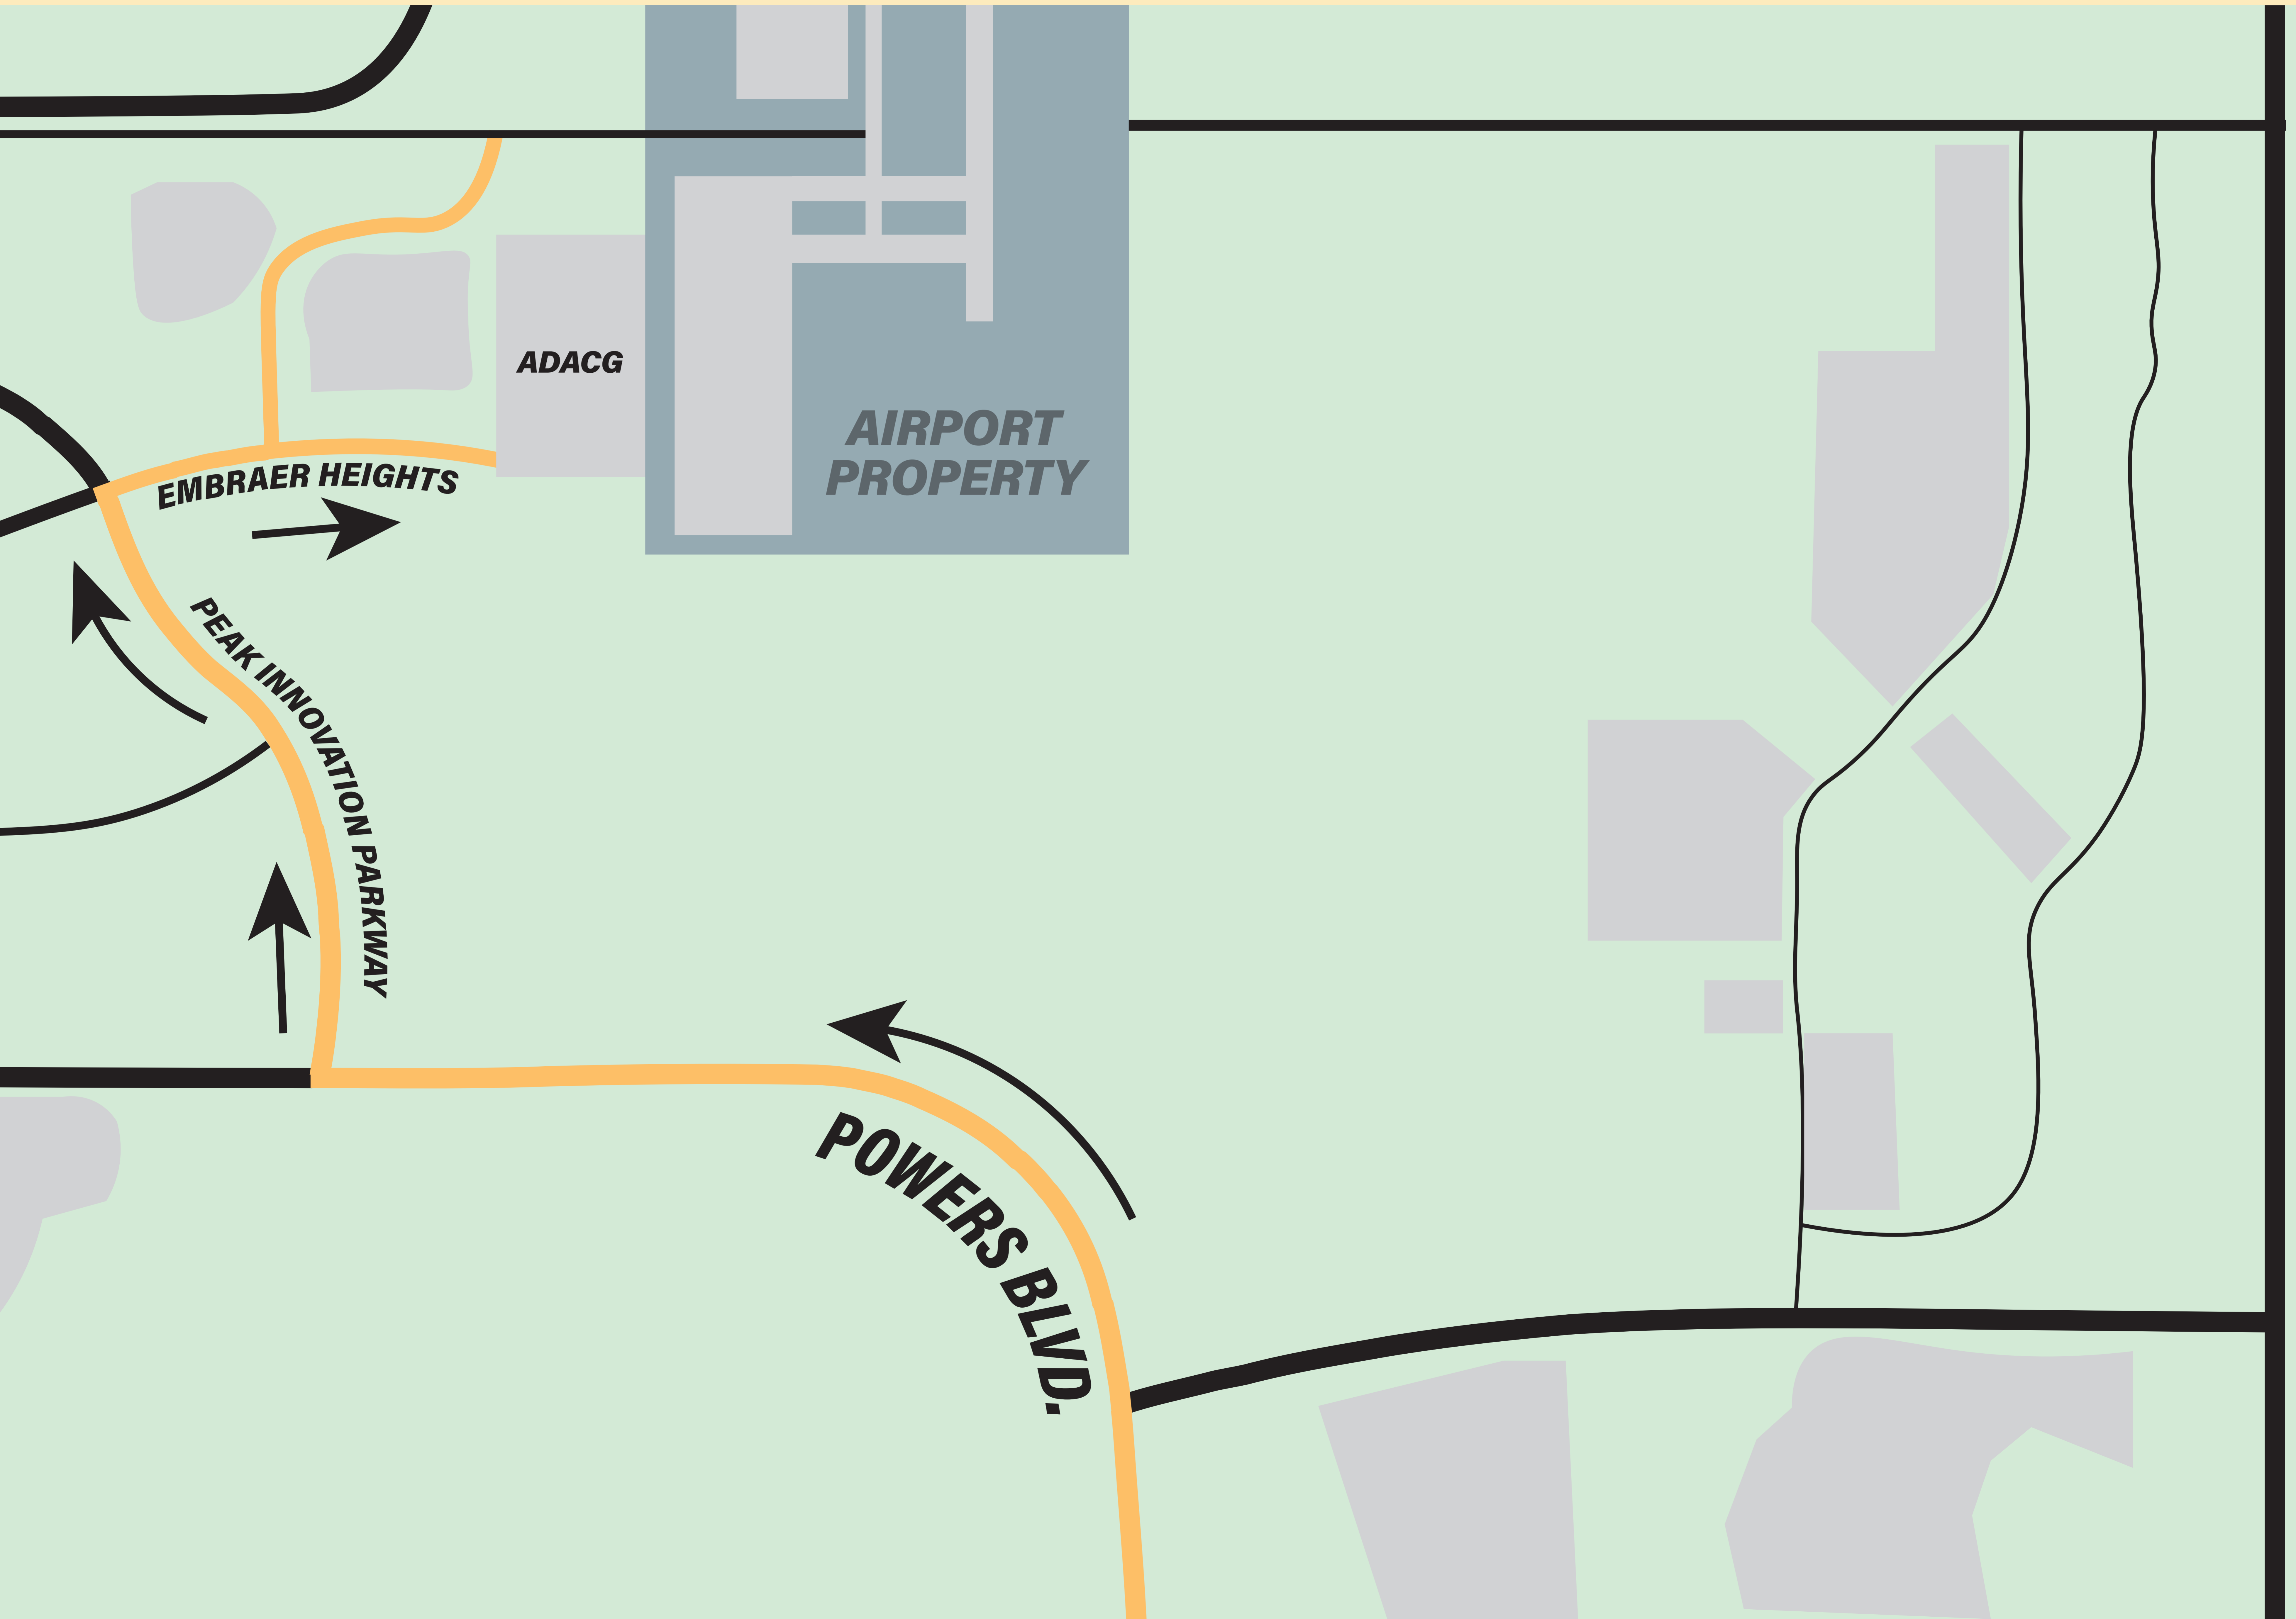 ADACG
AIRPORT
PROPERTY
EMBRAER HEIGHTS
PEAK INNOVATION PARKWAY
POWERS BLVD.